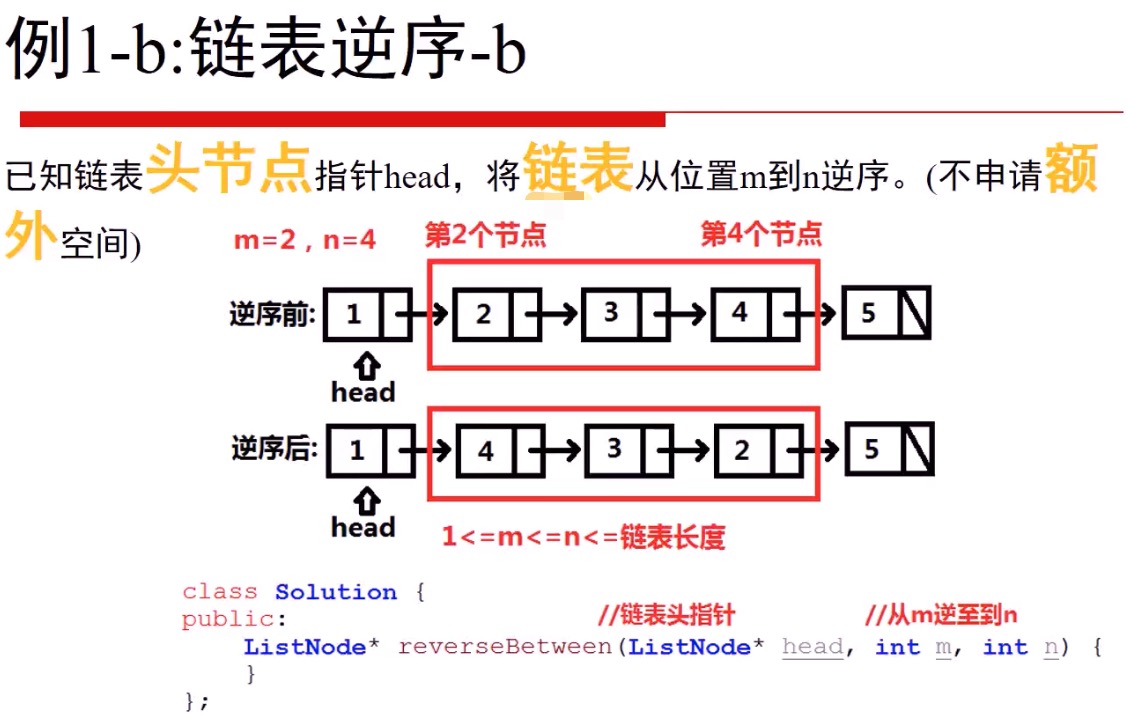 例1-b:链表逆序-b
已知链表头节点指针head，将链表从位置m到n逆序。(不申请额
外空间)
m=2，n=4 第2个节点 第4个节点
逆序前: 1 2 3 4 5
head
逆序后: 1 4 3 2 5
head
1<=m<=n<=链表长度
class Solution {
public: //链表头指针 //从m逆至到n
ListNode* reverseBetween(ListNode* head, int m, int n) {
}
};